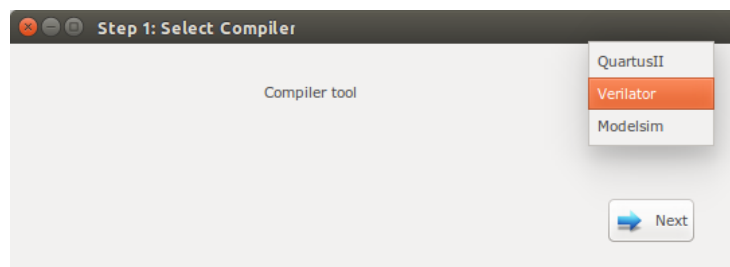 Step 1: Select Compiler
QuartusII
Compiler tool
Verilator
Modelsim
Next